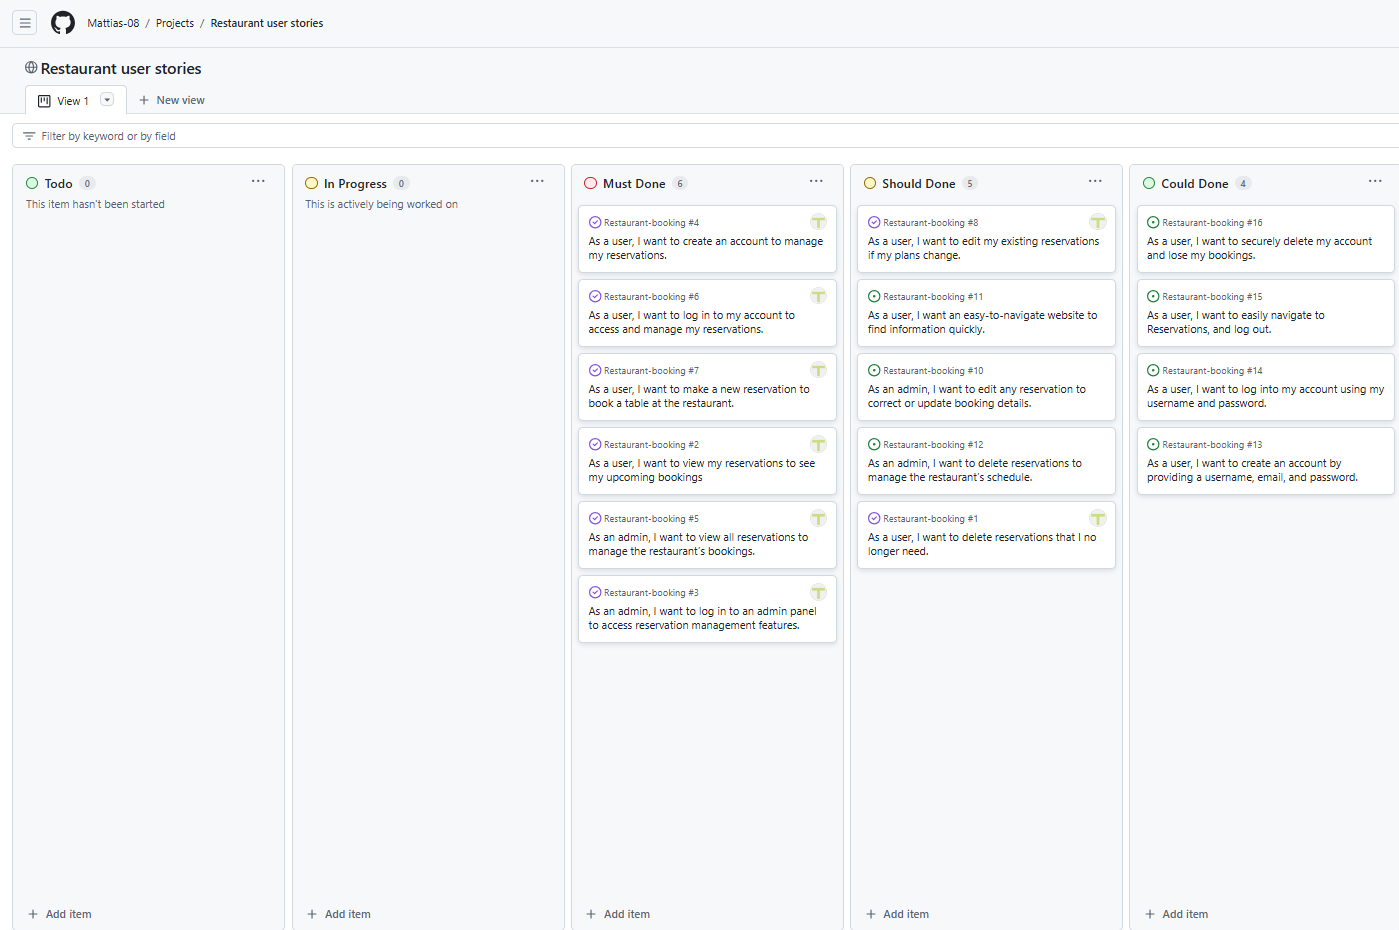 Mattias-08 / Projects / Restaurant user stories
Restaurant user stories
View 1
New view
Filter by keyword or by field
Todo 0
This item hasn't been started
Add item
In Progress 0
This is actively being worked on
Add item
Must Done 6
Restaurant-booking #4
As a user, I want to create an account to manage
my reservations.
Restaurant-booking #6
As a user, I want to log in to my account to
access and manage my reservations.
Restaurant-booking #7
As a user, I want to make a new reservation to
book a table at the restaurant.
Restaurant-booking #2
As a user, I want to view my reservations to see
my upcoming bookings
Restaurant-booking #5
As an admin, I want to view all reservations to
manage the restaurant's bookings.
Restaurant-booking #3
As an admin, I want to log in to an admin panel
to access reservation management features.
Add item
Should Done 5
Restaurant-booking #8
As a user, I want to edit my existing reservations
if my plans change.
Restaurant-booking #11
As a user, I want an easy-to-navigate website to
find information quickly.
Restaurant-booking #10
As an admin, I want to edit any reservation to
correct or update booking details.
Restaurant-booking #12
As an admin, I want to delete reservations to
manage the restaurant's schedule.
Restaurant-booking #1
As a user, I want to delete reservations that I no
longer need.
Add item
Could Done 4
Restaurant-booking #16
As a user, I want to securely delete my account
and lose my bookings.
Restaurant-booking #15
As a user, I want to easily navigate to
Reservations, and log out.
Restaurant-booking #14
As a user, I want to log into my account using my
username and password.
Restaurant-booking #13
As a user, I want to create an account by
providing a username, email, and password.
Add item